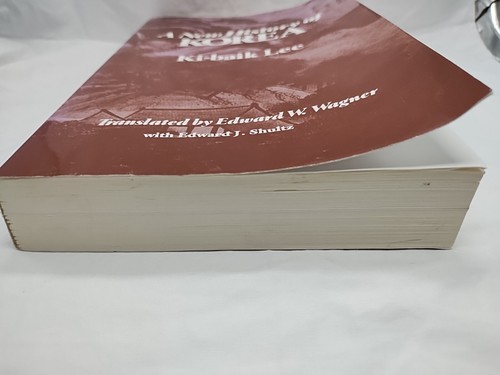 A New History of
KOREA
Ki-baik Lee
Translated by Edward W. Wagner
with Edward J. Shultz